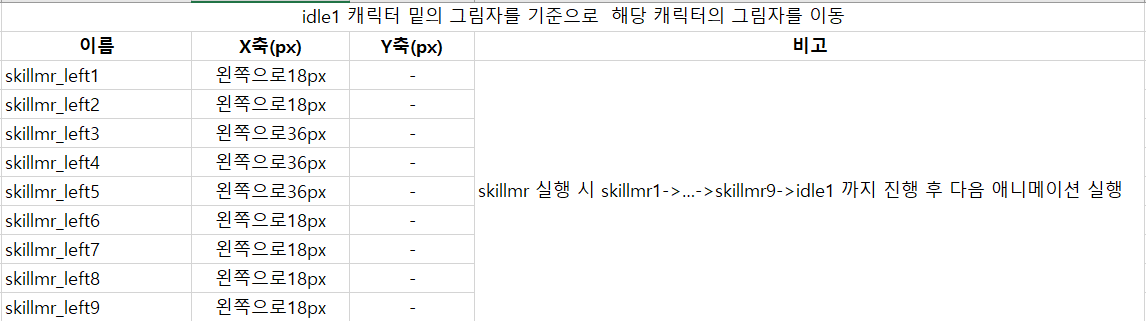 idle1 캐릭터 밑의 그림자를 기준으로  해당 캐릭터의 그림자를 이동
이름 X축(px) Y축(px) 비고
skillmr_left1 왼쪽으로18px -
skillmr_left2 왼쪽으로18px -
skillmr_left3 왼쪽으로36px -
skillmr_left4 왼쪽으로36px -
skillmr_left5 왼쪽으로36px - skillmr 실행 시 skillmr1->...->skillmr9->idle1 까지 진행 후 다음 애니메이션 실행
skillmr_left6 왼쪽으로18px -
skillmr_left7 왼쪽으로18px -
skillmr_left8 왼쪽으로18px -
skillmr_left9 왼쪽으로18px -